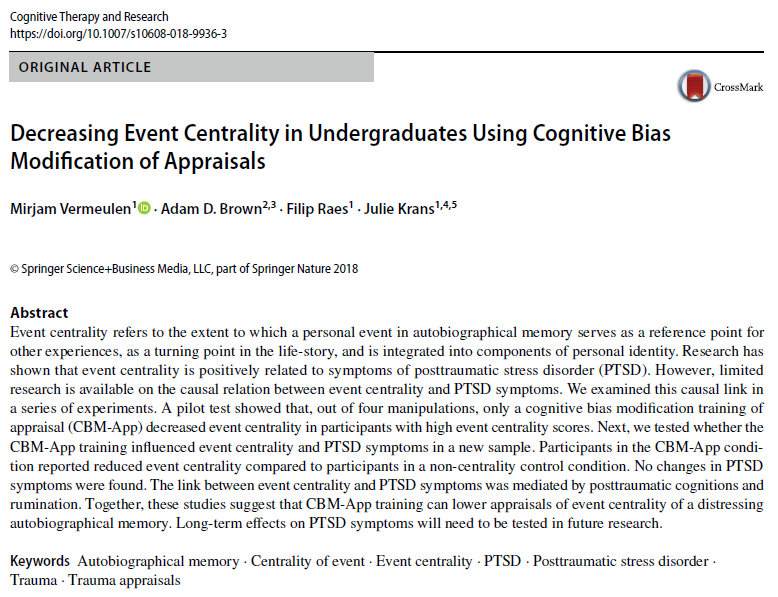 Cognitive Therapy and Research
https://doi.org/10.1007/s10608-018-9936-3
ORIGINAL ARTICLE
CrossMark
Decreasing Event Centrality in Undergraduates Using Cognitive Bias
Modification of Appraisals
Mirjam Vermeulen1 iD · Adam D. Brown2,3 · Filip Raes1 · Julie Krans1,4,5
© Springer Science+Business Media, LLC, part of Springer Nature 2018
Abstract
Event centrality refers to the extent to which a personal event in autobiographical memory serves as a reference point for
other experiences, as a turning point in the life-story, and is integrated into components of personal identity. Research has
shown that event centrality is positively related to symptoms of posttraumatic stress disorder (PTSD). However, limited
research is available on the causal relation between event centrality and PTSD symptoms. We examined this causal link in
a series of experiments. A pilot test showed that, out of four manipulations, only a cognitive bias modification training of
appraisal (CBM-App) decreased event centrality in participants with high event centrality scores. Next, we tested whether the
CBM-App training influenced event centrality and PTSD symptoms in a new sample. Participants in the CBM-App condi-
tion reported reduced event centrality compared to participants in a non-centrality control condition. No changes in PTSD
symptoms were found. The link between event centrality and PTSD symptoms was mediated by posttraumatic cognitions and
rumination. Together, these studies suggest that CBM-App training can lower appraisals of event centrality of a distressing
autobiographical memory. Long-term effects on PTSD symptoms will need to be tested in future research.
Keywords Autobiographical memory · Centrality of event · Event centrality · PTSD · Posttraumatic stress disorder ·
Trauma · Trauma appraisals